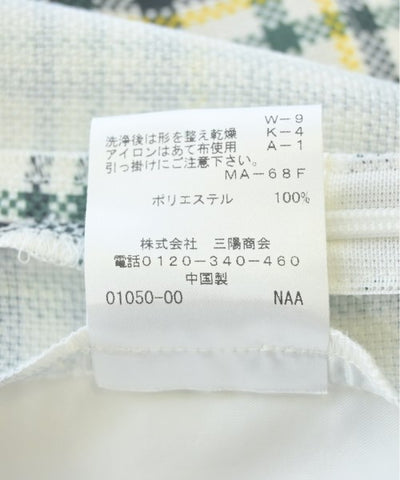 W-9
洗浄後は形を整え乾燥 K-4
アイロンはあて布使用 A-1
引っ掛けにご注意下さい。
MA-68F
ポリエステル 100%
株式会社 三陽商会
電話0120-340-460
中国製
01050-00 NAA